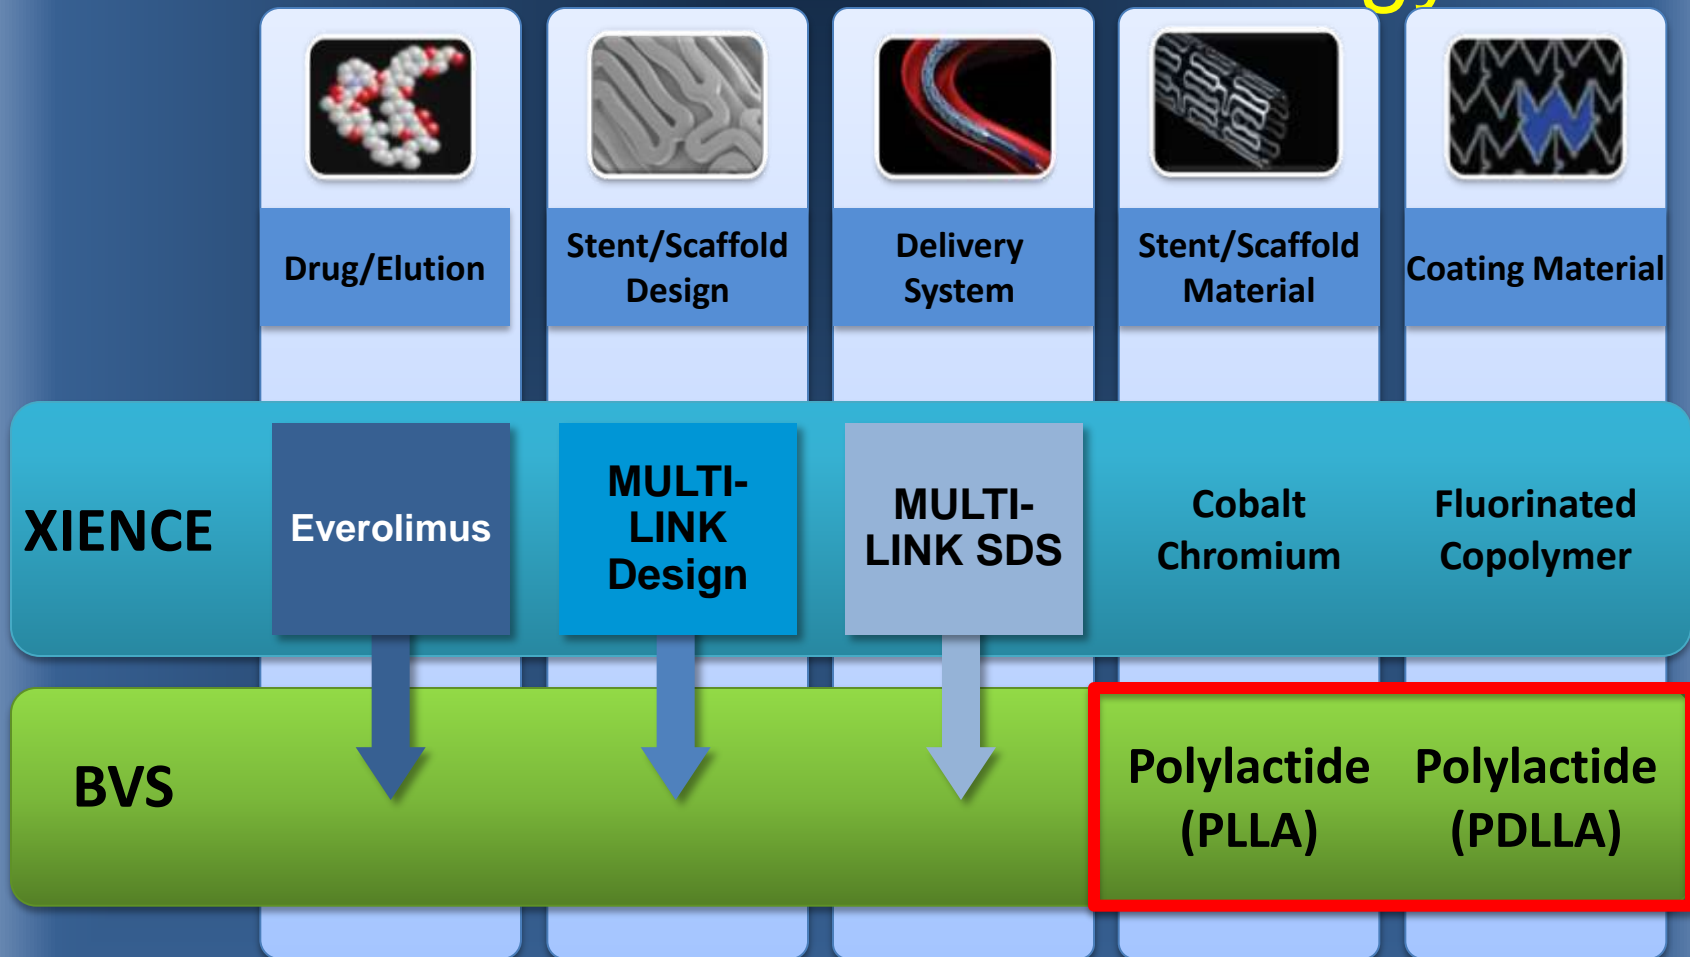 Drug/Elution
Stent/Scaffold
Design
Delivery
System
Stent/Scaffold
Material
Coating Material
XIENCE
Everolimus
MULTI-
LINK
Design
MULTI-
LINK SDS
Cobalt
Chromium
Fluorinated
Copolymer
BVS
Polylactide
(PLLA)
Polylactide
(PDLLA)